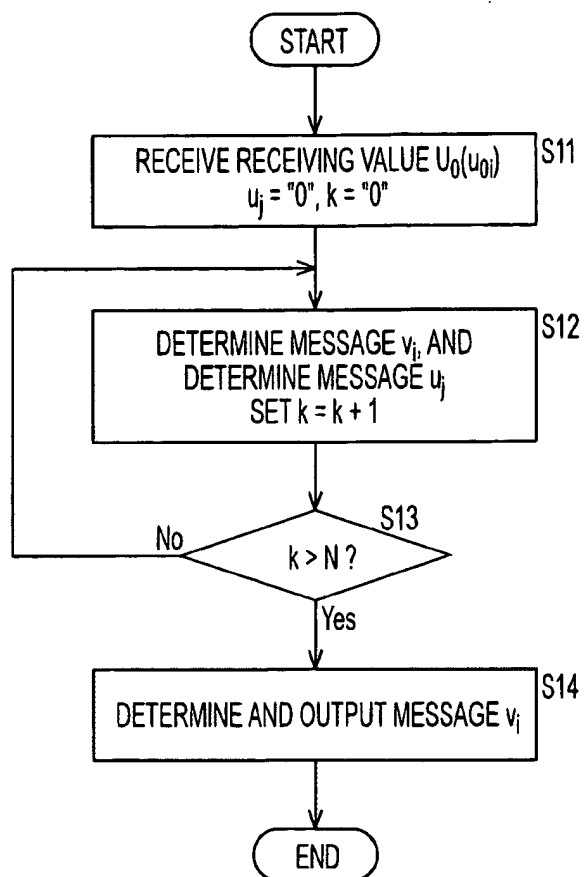 START
RECEIVE RECEIVING VALUE U₀(u₀ᵢ)
uⱼ = "0", k = "0"
S11
DETERMINE MESSAGE vᵢ, AND
DETERMINE MESSAGE uⱼ
SET k = k + 1
S12
S13
No
k > N ?
Yes
DETERMINE AND OUTPUT MESSAGE vᵢ
S14
END